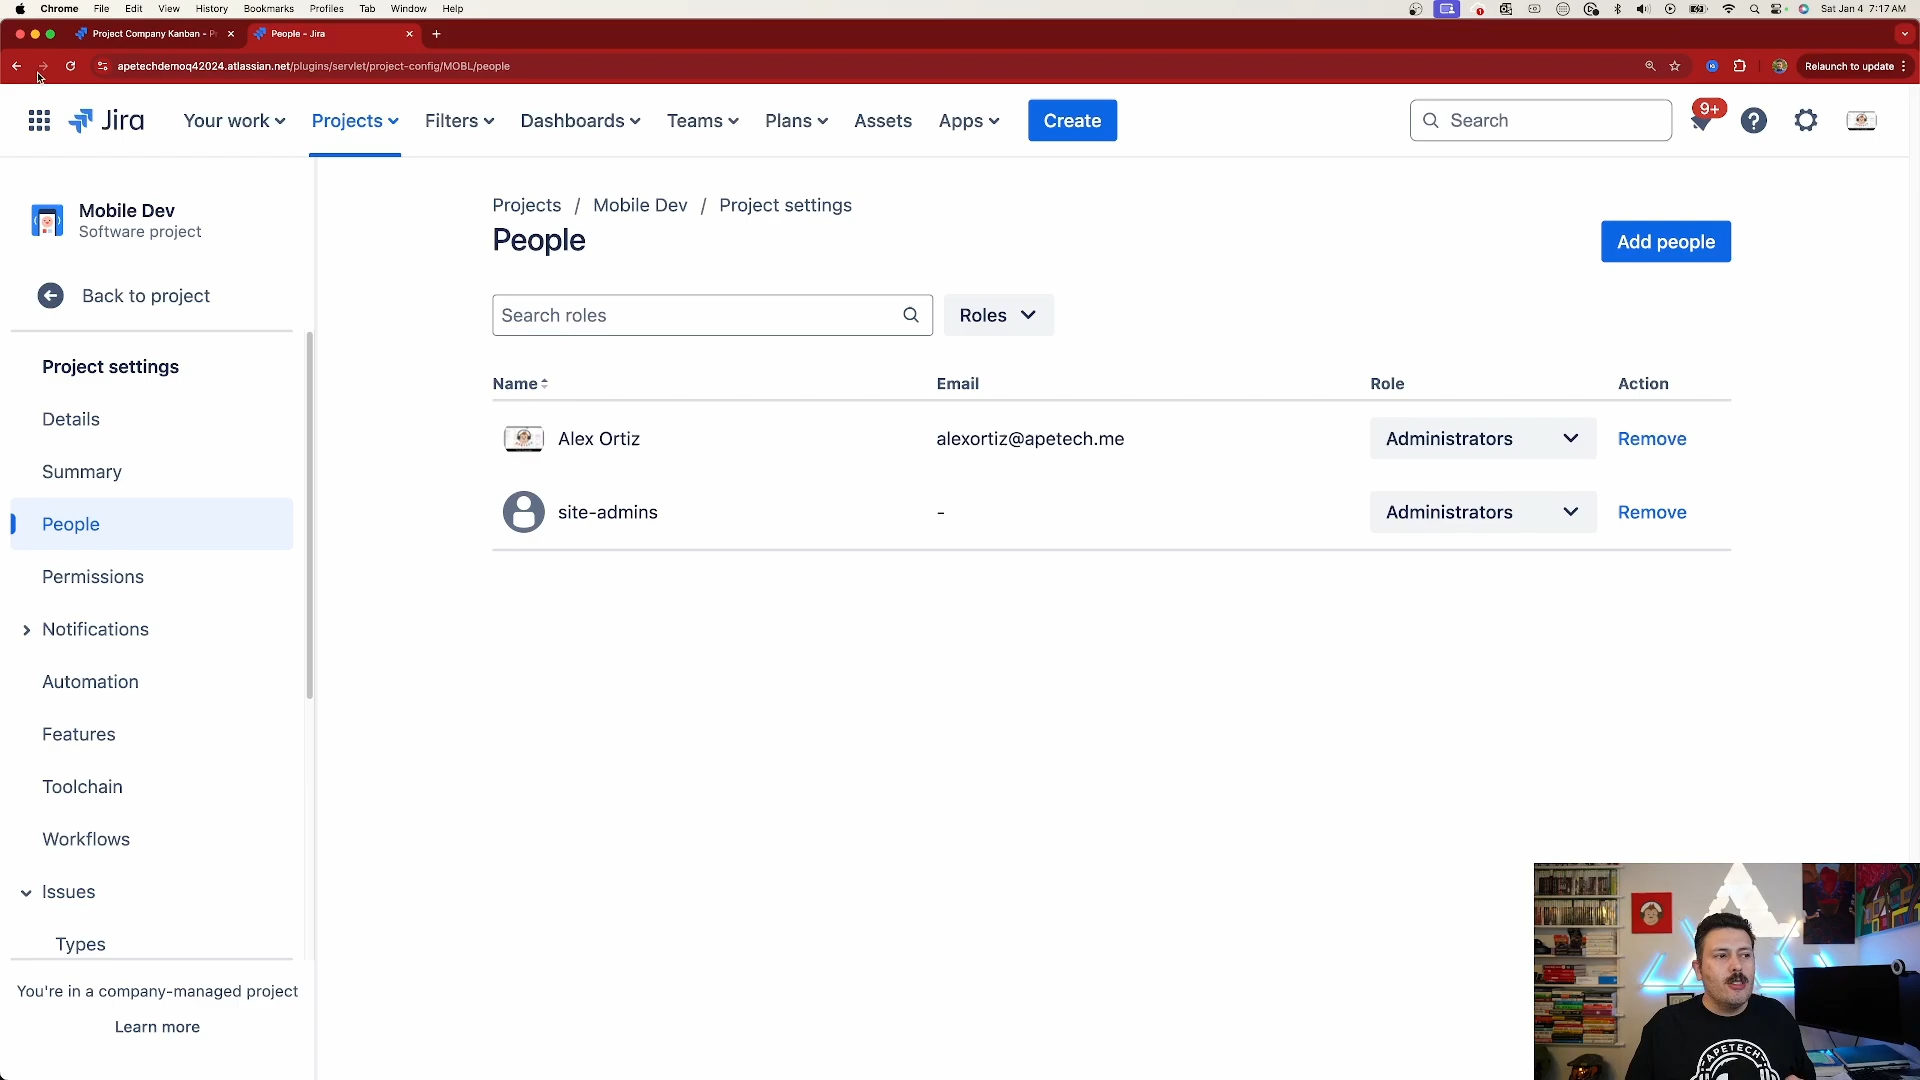 Chrome File Edit View History Bookmarks Profiles Tab Window Help
Sat Jan 4 7:17 AM
Project Company Kanban - P
People - Jira
apetechdemoq42024.atlassian.net/plugins/servlet/project-config/MOBL/people
Relaunch to update
Jira
Your work
Projects
Filters
Dashboards
Teams
Plans
Assets
Apps
Create
Search
9+
Mobile Dev
Software project
Back to project
Project settings
Details
Summary
People
Permissions
Notifications
Automation
Features
Toolchain
Workflows
Issues
Types
You're in a company-managed project
Learn more
Projects / Mobile Dev / Project settings
People
Add people
Search roles
Roles
Name Email Role Action
Alex Ortiz alexortiz@apetech.me Administrators Remove
site-admins - Administrators Remove
APETECH